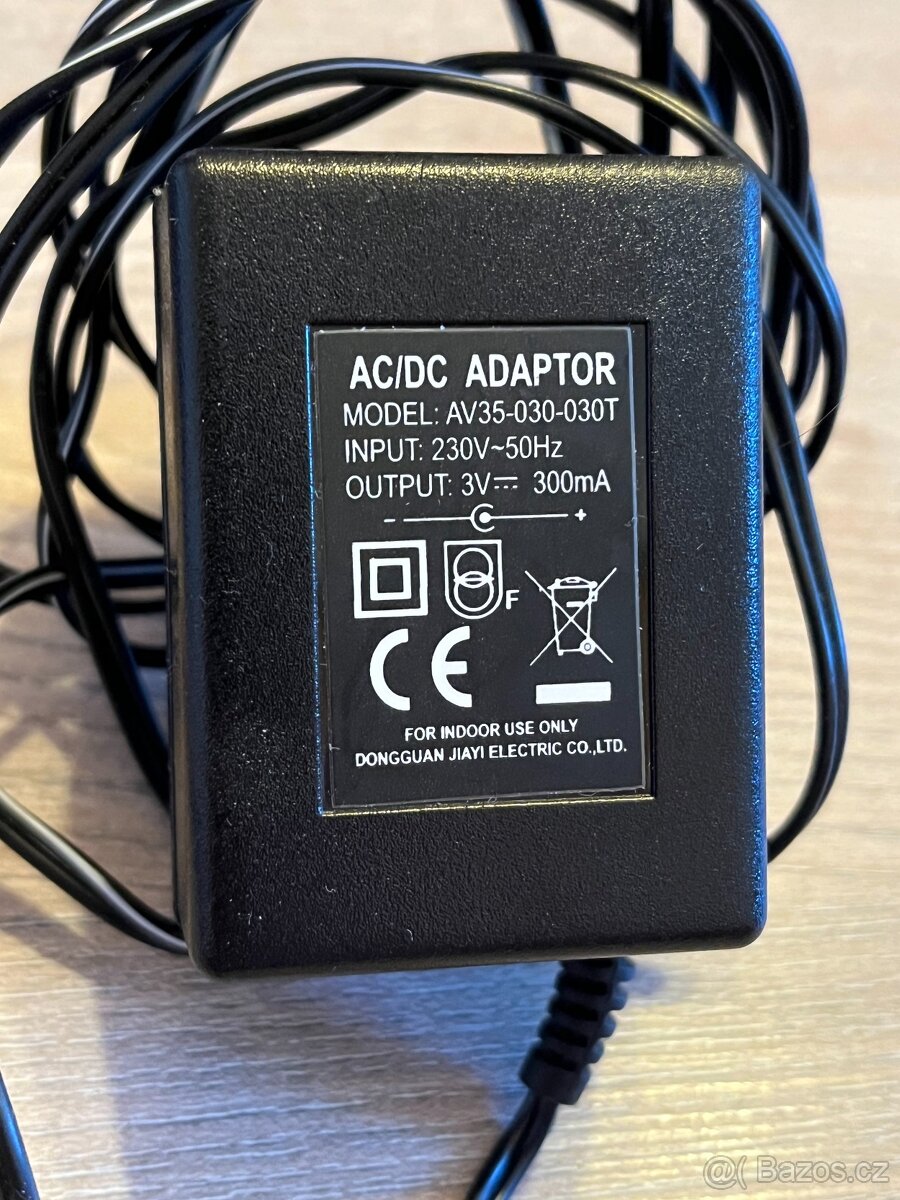 AC/DC ADAPTOR
MODEL: AV35-030-030T
INPUT: 230V~50Hz
OUTPUT: 3V⎓ 300mA
- +
F
CE
FOR INDOOR USE ONLY
DONGGUAN JIAYI ELECTRIC CO.,LTD.
@( Bazos.cz